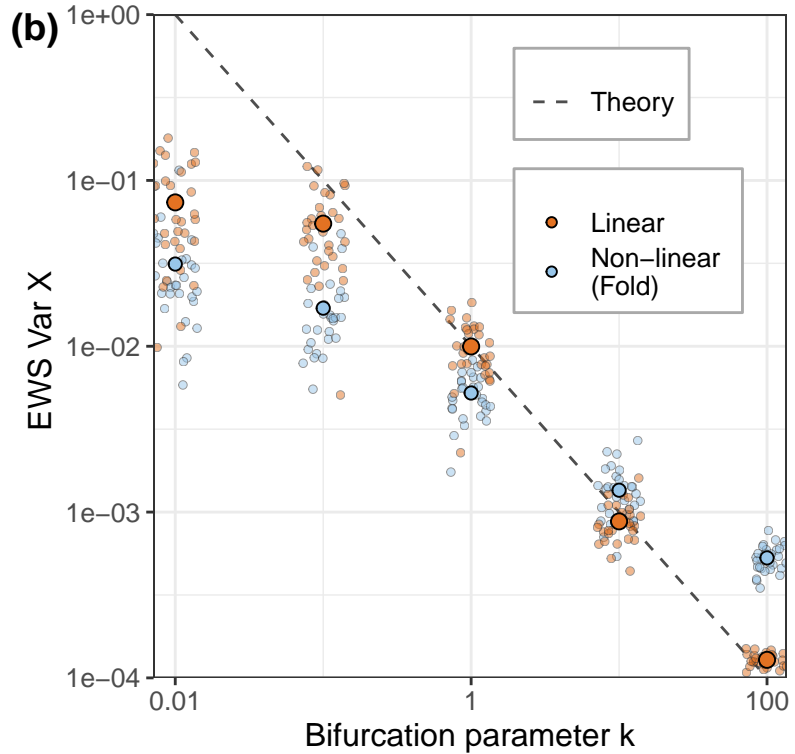 (b)
1e+00
1e−01
1e−02
1e−03
1e−04
EWS Var X
Theory
Linear
Non−linear
(Fold)
0.01
1
100
Bifurcation parameter k